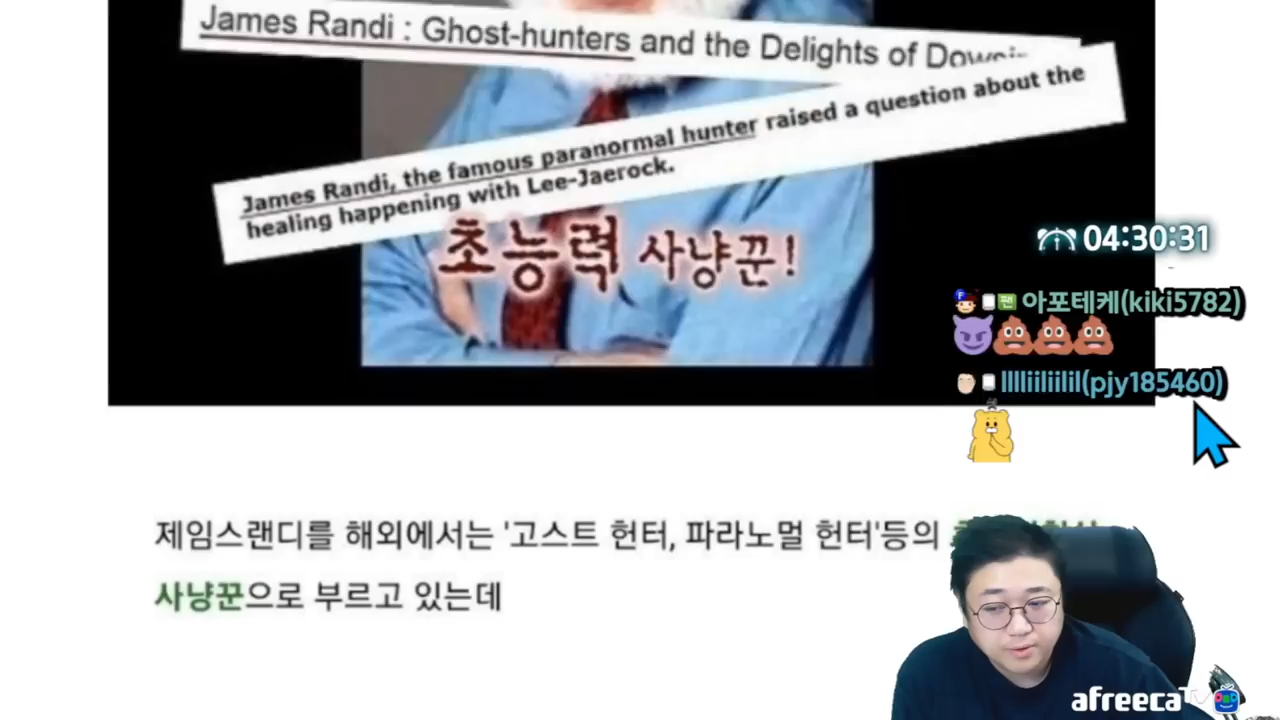 James Randi : Ghost-hunters and the Delights of
James Randi, the famous paranormal hunter raised a question about the
healing happening with Lee-Jaerock.
초능력 사냥꾼!
04:30:31
팬 아포테케(kiki5782)
lllliiliilil(pjy185460)
제임스랜디를 해외에서는 '고스트 헌터, 파라노멀 헌터'등의
사냥꾼으로 부르고 있는데
afreecaTV